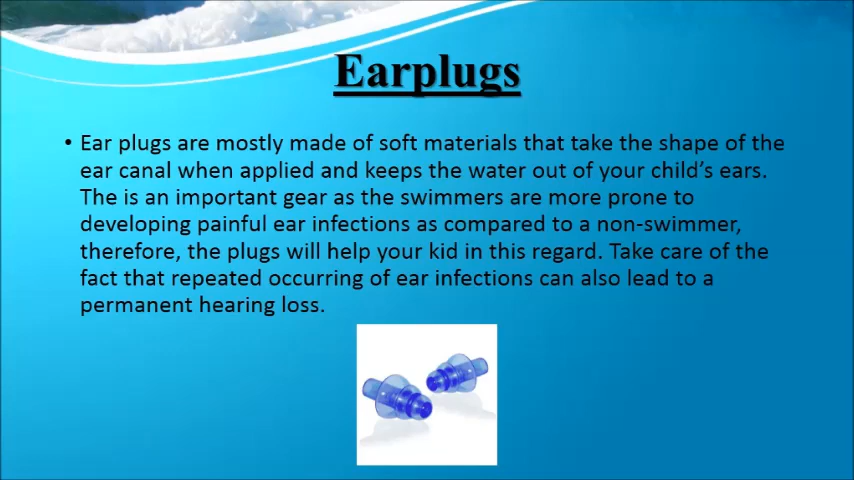 Earplugs
• Ear plugs are mostly made of soft materials that take the shape of the
ear canal when applied and keeps the water out of your child’s ears.
The is an important gear as the swimmers are more prone to
developing painful ear infections as compared to a non-swimmer,
therefore, the plugs will help your kid in this regard. Take care of the
fact that repeated occurring of ear infections can also lead to a
permanent hearing loss.